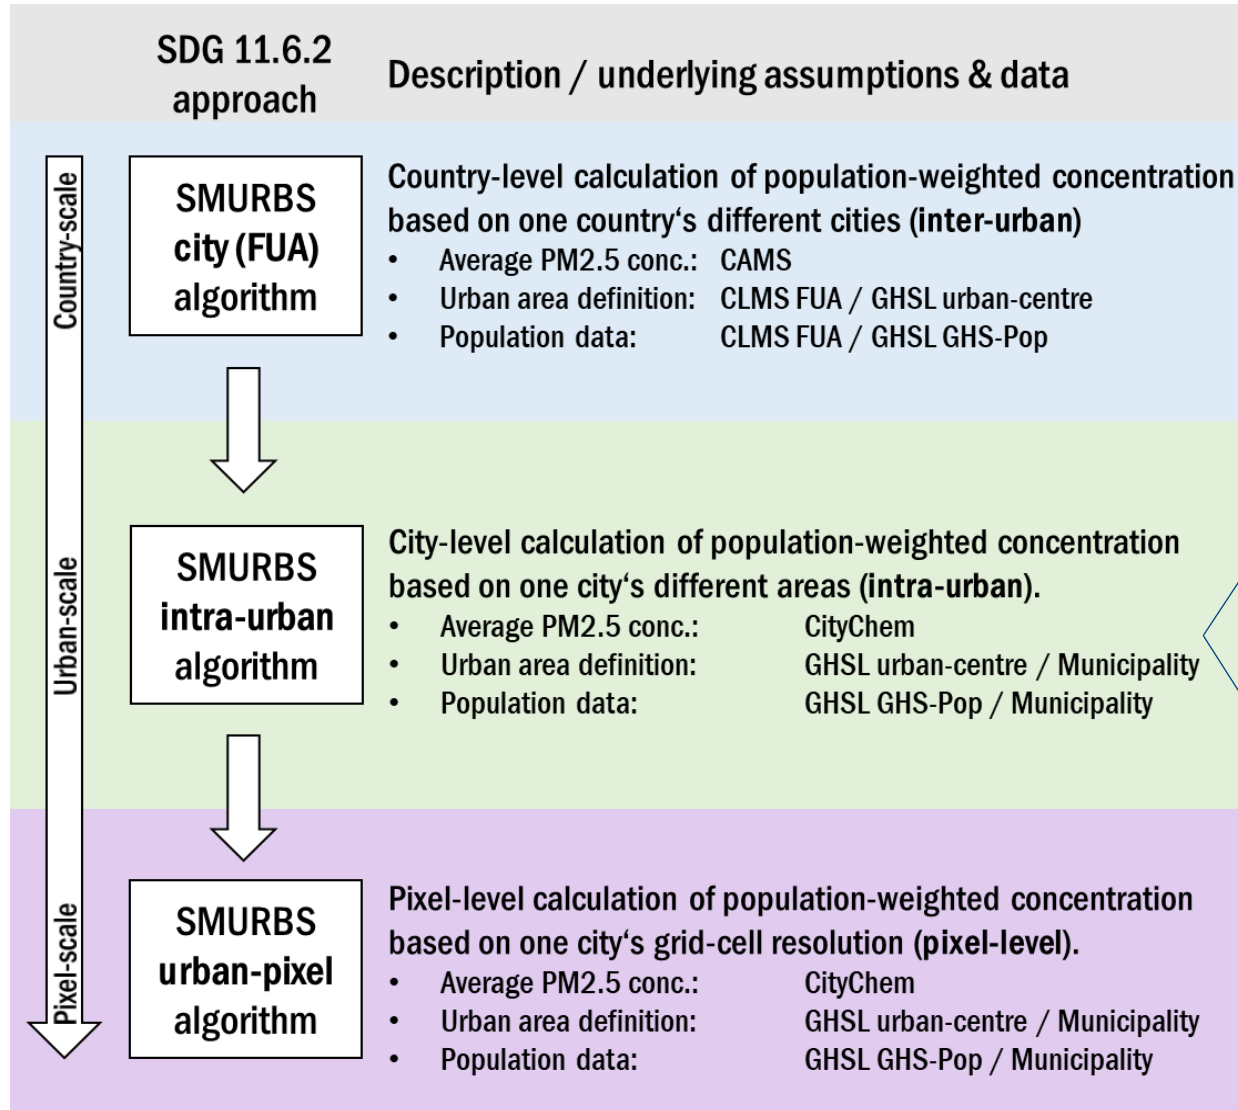 SDG 11.6.2
approach
Description / underlying assumptions & data
Country-scale
SMURBS
city (FUA)
algorithm
Country-level calculation of population-weighted concentration
based on one country‘s different cities (inter-urban)
• Average PM2.5 conc.: CAMS
• Urban area definition: CLMS FUA / GHSL urban-centre
• Population data: CLMS FUA / GHSL GHS-Pop
Urban-scale
SMURBS
intra-urban
algorithm
City-level calculation of population-weighted concentration
based on one city‘s different areas (intra-urban).
• Average PM2.5 conc.: CityChem
• Urban area definition: GHSL urban-centre / Municipality
• Population data: GHSL GHS-Pop / Municipality
Pixel-scale
SMURBS
urban-pixel
algorithm
Pixel-level calculation of population-weighted concentration
based on one city‘s grid-cell resolution (pixel-level).
• Average PM2.5 conc.: CityChem
• Urban area definition: GHSL urban-centre / Municipality
• Population data: GHSL GHS-Pop / Municipality